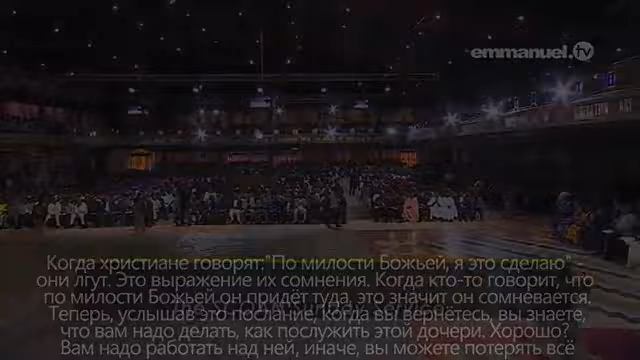 emmanuel.tv
Когда христиане говорят:"По милости Божьей, я это сделаю" -
они лгут. Это выражение их сомнения. Когда кто-то говорит, что
по милости Божьей он придёт туда, это значит он сомневается.
Теперь, услышав это послание, когда вы вернётесь, вы знаете,
что вам надо делать, как послужить этой дочери. Хорошо?
Вам надо работать над ней, иначе, вы можете потерять всё